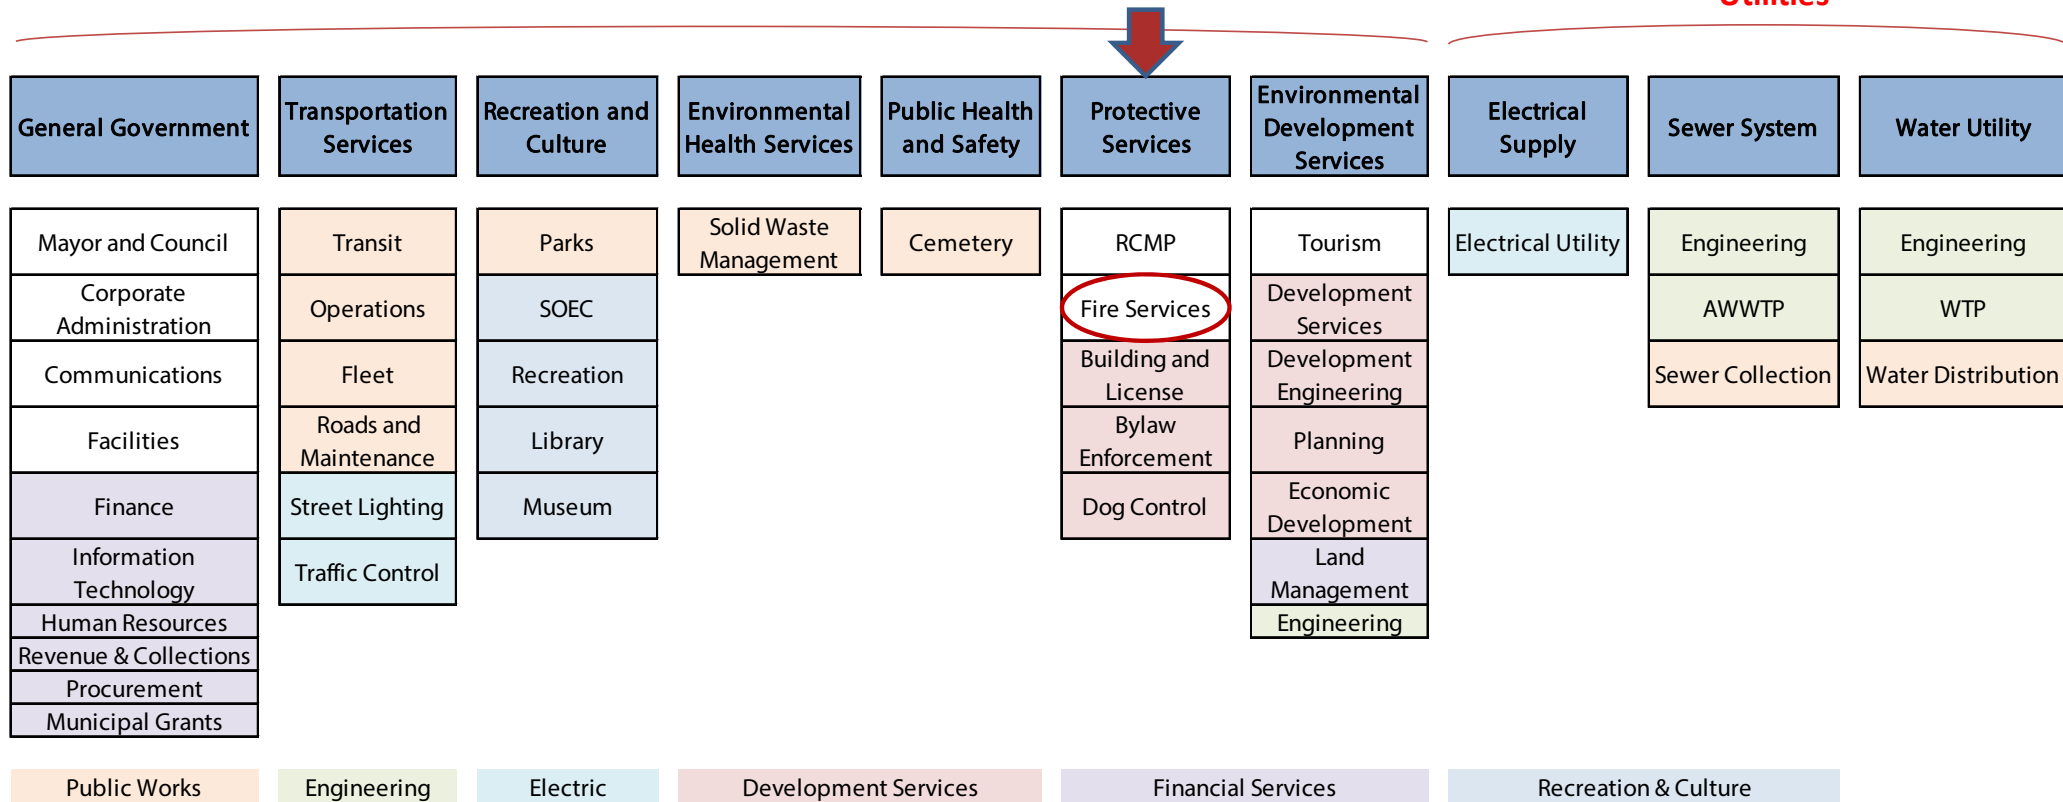 Utilities
General Government
Transportation
Services
Recreation and
Culture
Environmental
Health Services
Public Health
and Safety
Protective
Services
Environmental
Development
Services
Electrical
Supply
Sewer System
Water Utility
Mayor and Council
Corporate
Administration
Communications
Facilities
Finance
Information
Technology
Human Resources
Revenue & Collections
Procurement
Municipal Grants
Transit
Operations
Fleet
Roads and
Maintenance
Street Lighting
Traffic Control
Parks
SOEC
Recreation
Library
Museum
Solid Waste
Management
Cemetery
RCMP
Fire Services
Building and
License
Bylaw
Enforcement
Dog Control
Tourism
Development
Services
Development
Engineering
Planning
Economic
Development
Land
Management
Engineering
Electrical Utility
Engineering
AWWTP
Sewer Collection
Engineering
WTP
Water Distribution
Public Works
Engineering
Electric
Development Services
Financial Services
Recreation & Culture